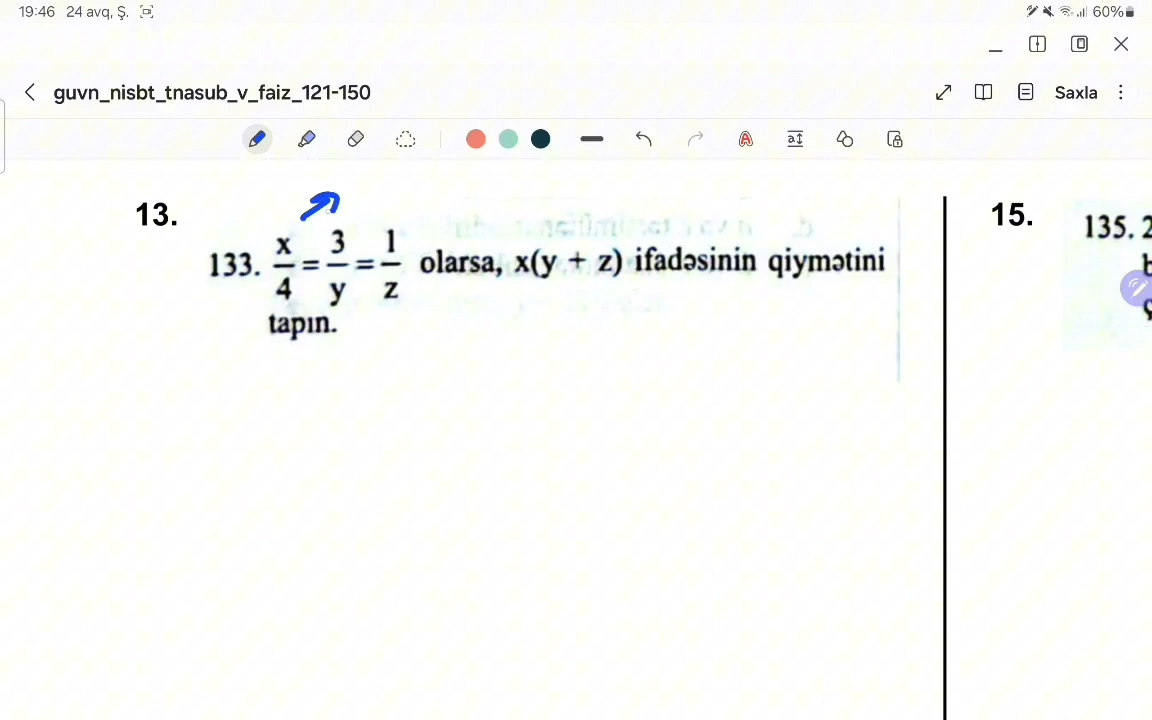 19:46 24 avq, Ş. 60%
guvn_nisbt_tnasub_v_faiz_121-150 Saxla
13.
133. x/4 = 3/y = 1/z olarsa, x(y + z) ifadəsinin qiymətini
tapın.
15.
135. 2